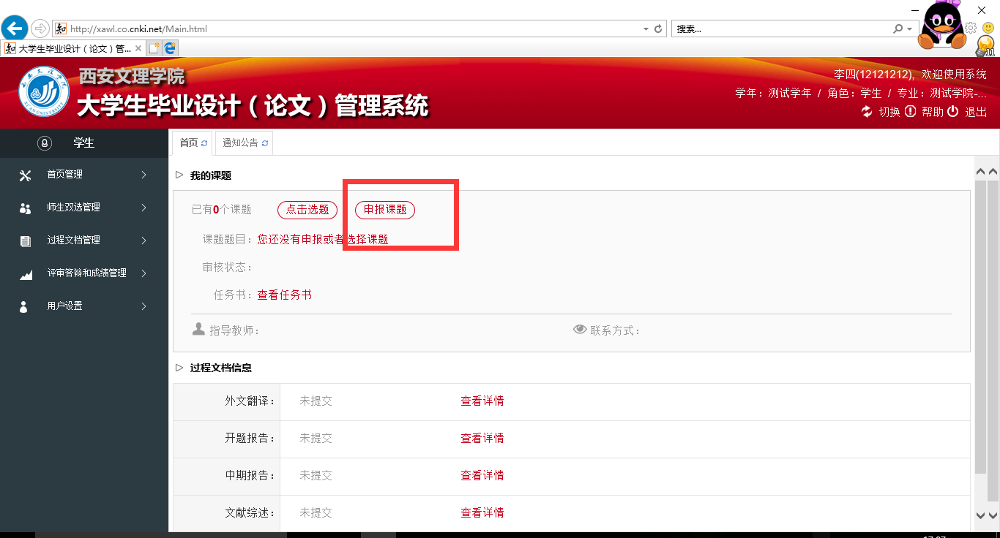 http://xawl.co.cnki.net/Main.html
搜索...
大学生毕业设计（论文）管...
11
西安文理学院
大学生毕业设计（论文）管理系统
李四(12121212), 欢迎使用系统
学年：测试学年 / 角色：学生 / 专业：测试学院-...
切换 帮助 退出
学生
首页管理
师生双选管理
过程文档管理
评审答辩和成绩管理
用户设置
首页 通知公告
我的课题
已有0个课题 点击选题 申报课题
课题题目：您还没有申报或者选择课题
审核状态：
任务书：查看任务书
指导教师： 联系方式：
过程文档信息
外文翻译： 未提交 查看详情
开题报告： 未提交 查看详情
中期报告： 未提交 查看详情
文献综述： 未提交 查看详情